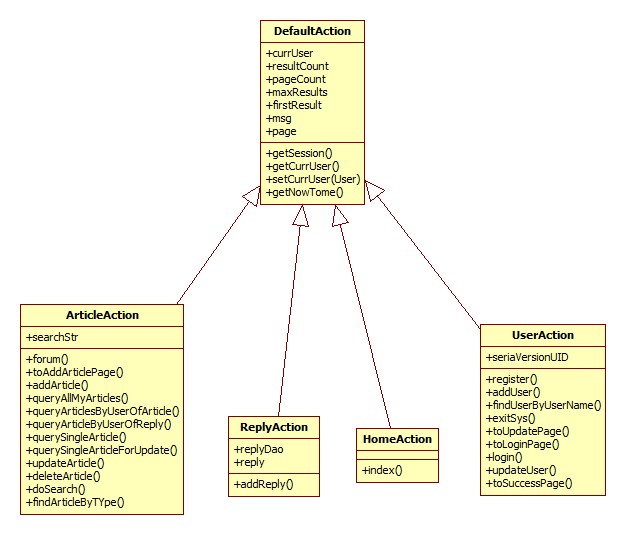 DefaultAction
+currUser
+resultCount
+pageCount
+maxResults
+firstResult
+msg
+page
+getSession()
+getCurrUser()
+setCurrUser(User)
+getNowTome()
ArticleAction
+searchStr
+forum()
+toAddArticlePage()
+addArticle()
+queryAllMyArticles()
+queryArticlesByUserOfArticle()
+queryArticleByUserOfReply()
+querySingleArticle()
+querySingleArticleForUpdate()
+updateArticle()
+deleteArticle()
+doSearch()
+findArticleByTYpe()
ReplyAction
+replyDao
+reply
+addReply()
HomeAction
+index()
UserAction
+seriaVersionUID
+register()
+addUser()
+findUserByUserName()
+exitSys()
+toUpdatePage()
+toLoginPage()
+login()
+updateUser()
+toSuccessPage()